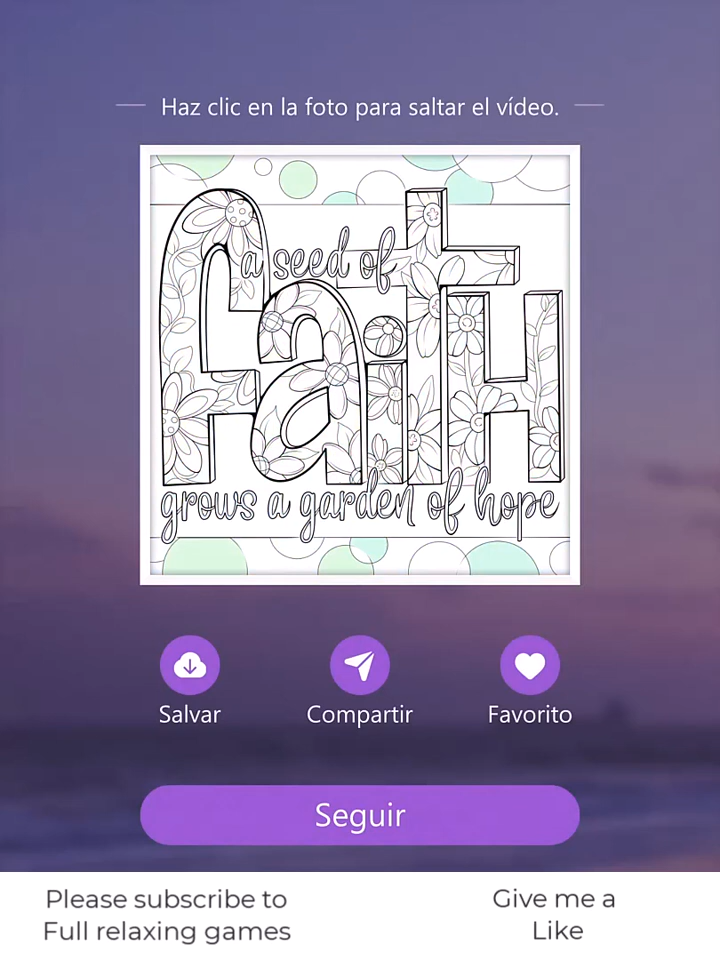 Haz clic en la foto para saltar el vídeo.
a seed of
faith
grows a garden of hope
Salvar
Compartir
Favorito
Seguir
Please subscribe to
Full relaxing games
Give me a
Like